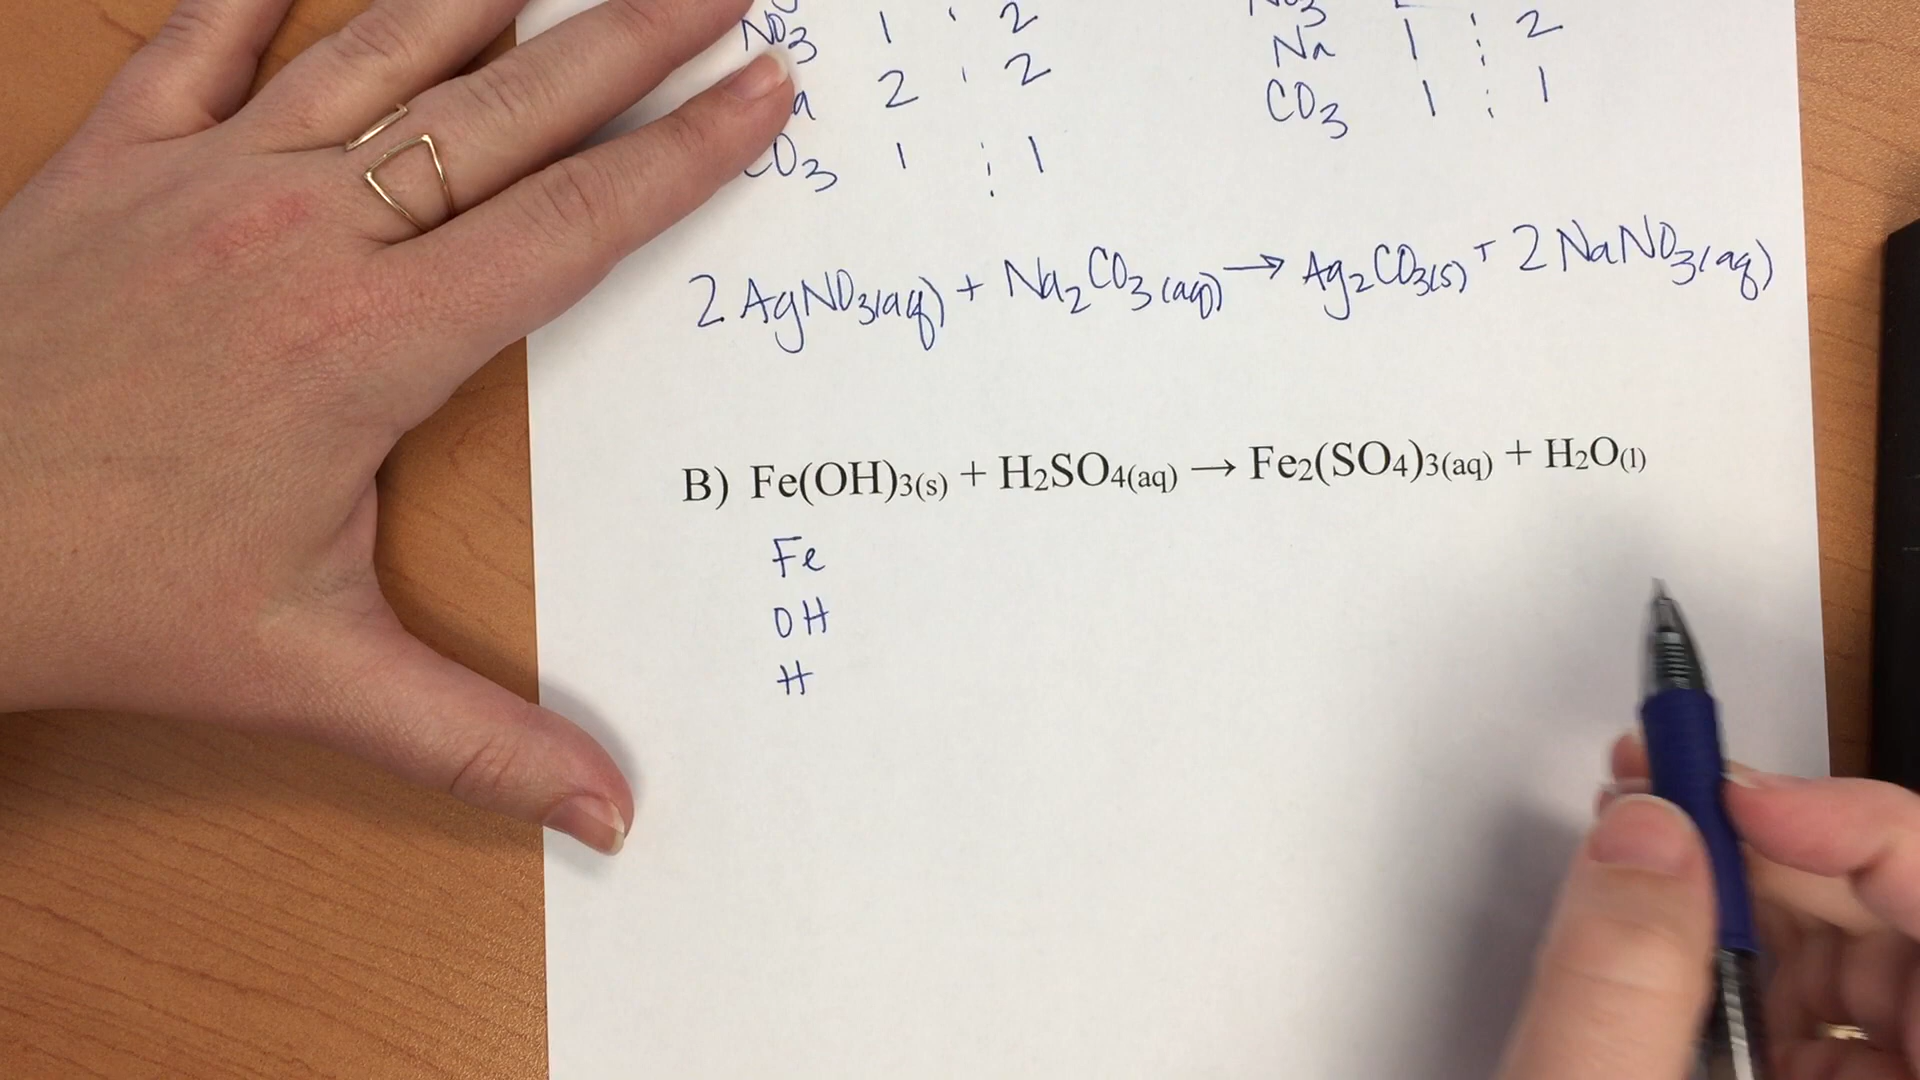 NO3 1 : 2
NO3
Na 1 : 2
a 2 : 2
CO3 1 : 1
CO3 1 : 1
2 AgNO3(aq) + Na2CO3(aq) → Ag2CO3(s) + 2 NaNO3(aq)
B) Fe(OH)3(s) + H2SO4(aq) → Fe2(SO4)3(aq) + H2O(l)
Fe
OH
H